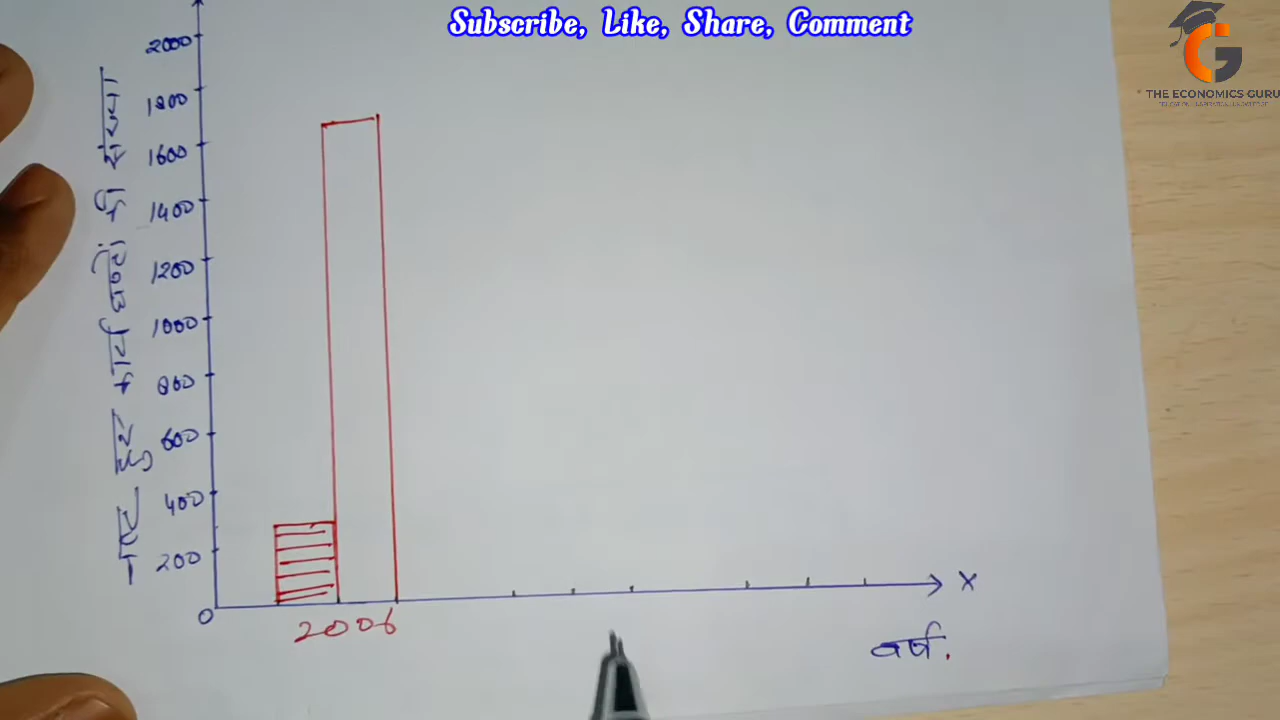 Subscribe, Like, Share, Comment
THE ECONOMICS GURU
2000
1800
1600
1400
1200
1000
800
600
400
200
0
नष्ट हुए कार्य की संख्या
2006
X
वर्ष.